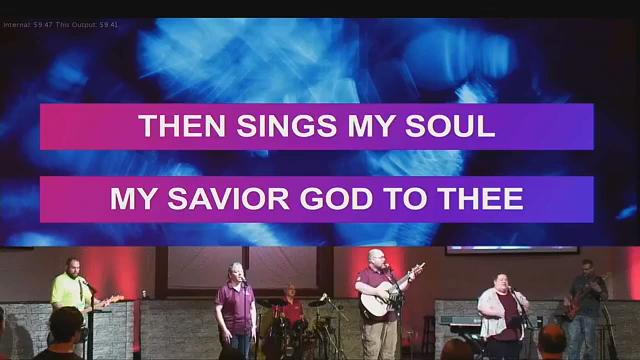 Internal: 59.47 This Output: 59.41
THEN SINGS MY SOUL
MY SAVIOR GOD TO THEE